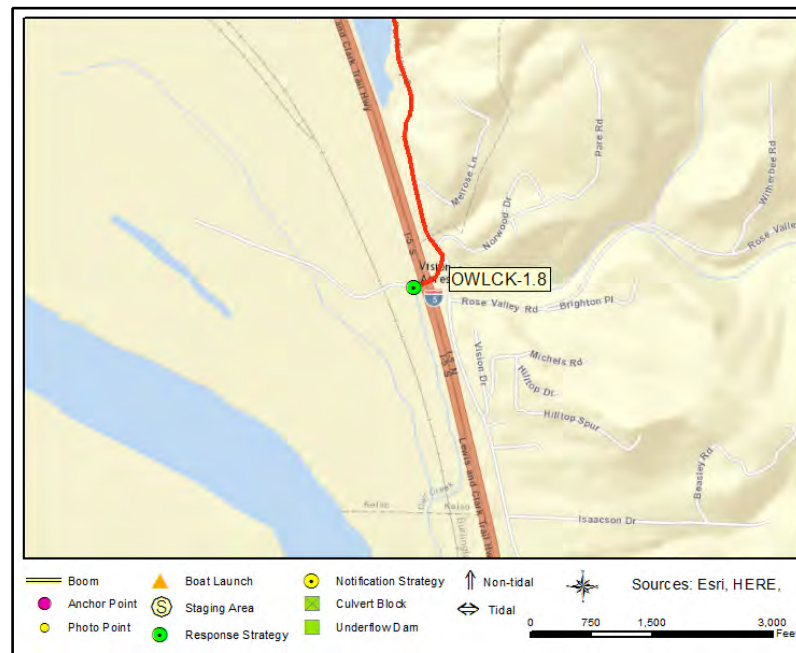 and Clark Trail Hwy
Pare Rd
Witherbee Rd
Melrose Ln
Norwood Dr
Rose Valley
I-5 S
Vision
Acres
OWLCK-1.8
5
Rose Valley Rd
Brighton Pl
I-5 N
I-5 S
Vision Dr
Michels Rd
Hilltop Dr
Hilltop Spur
Lewis and Clark Trail Hwy
Beasley Rd
Owl Creek
Kelso
Kelso
Isaacson Dr
Boom
Boat Launch
Notification Strategy
Non-tidal
Sources: Esri, HERE,
Anchor Point
S
Staging Area
Culvert Block
Tidal
Photo Point
Response Strategy
Underflow Dam
0 750 1,500 3,000
Feet